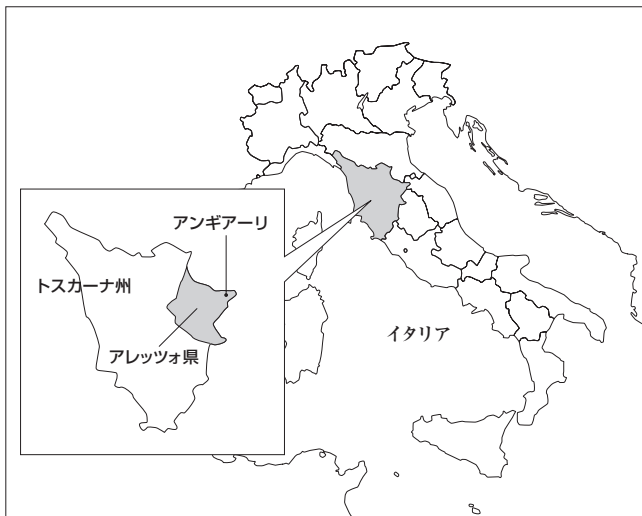 アンギアーリ
トスカーナ州
アレッツォ県
イタリア